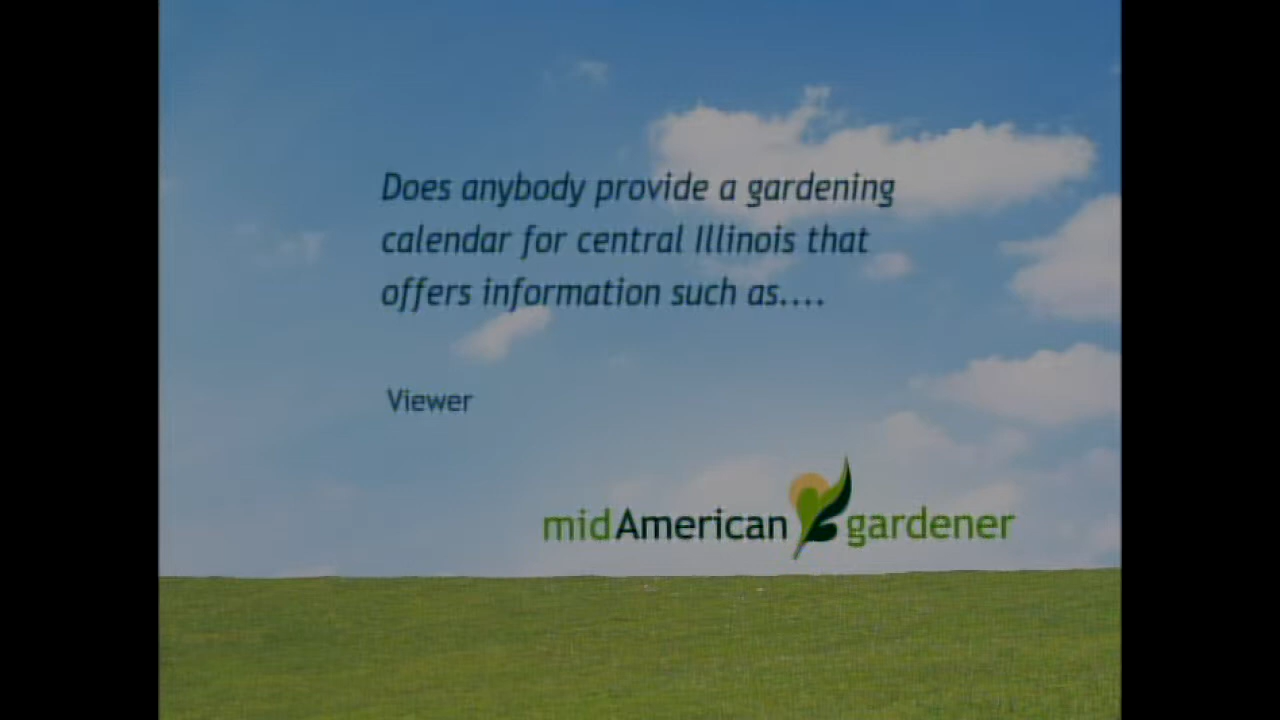 Does anybody provide a gardening
calendar for central Illinois that
offers information such as....
Viewer
midAmerican gardener